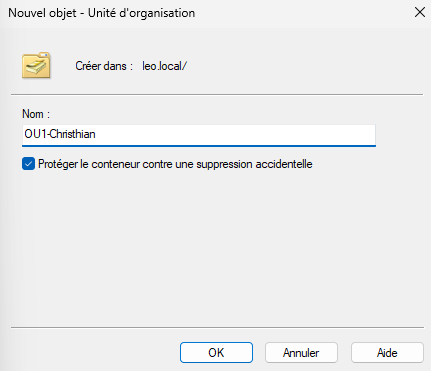 Nouvel objet - Unité d'organisation
Créer dans : leo.local/
Nom :
OU1-Christhian
Protéger le conteneur contre une suppression accidentelle
OK Annuler Aide